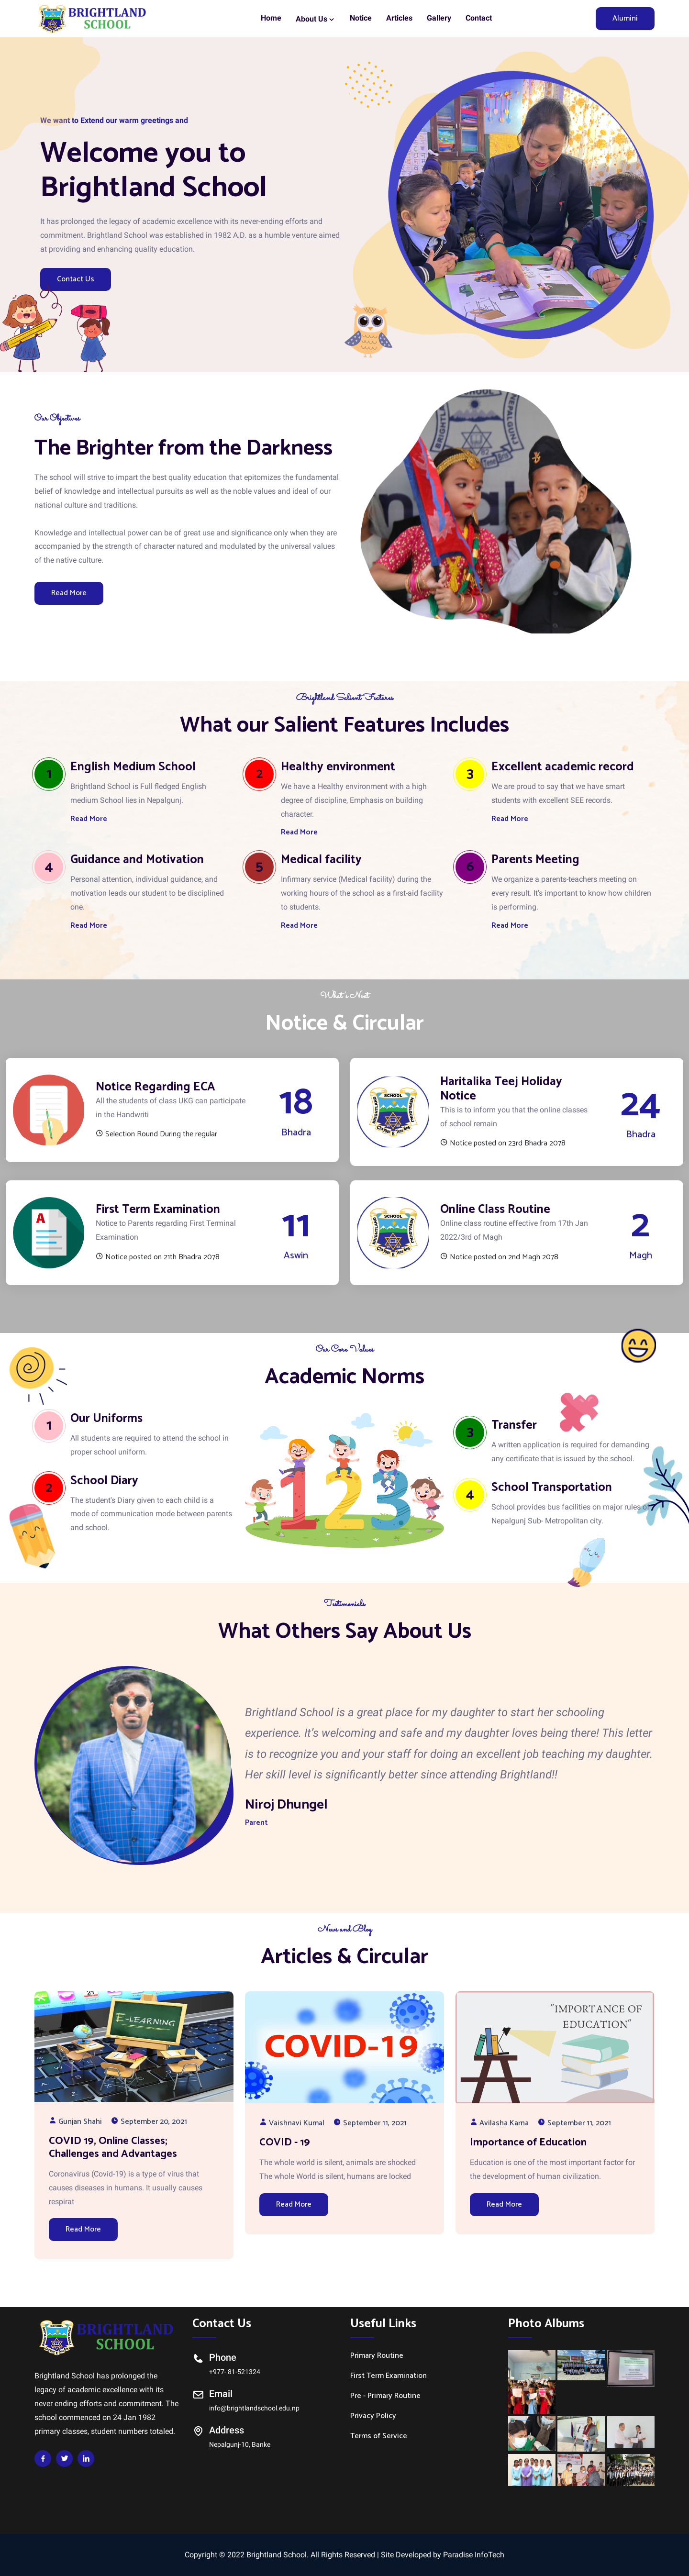 BRIGHTLAND
SCHOOL
Home
About Us
Notice
Articles
Gallery
Contact
Alumini
We want to Extend our warm greetings and
Welcome you to
Brightland School
It has prolonged the legacy of academic excellence with its never-ending efforts and
commitment. Brightland School was established in 1982 A.D. as a humble venture aimed
at providing and enhancing quality education.
Contact Us
Our Objectives
The Brighter from the Darkness
The school will strive to impart the best quality education that epitomizes the fundamental
belief of knowledge and intellectual pursuits as well as the noble values and ideal of our
national culture and traditions.
Knowledge and intellectual power can be of great use and significance only when they are
accompanied by the strength of character natured and modulated by the universal values
of the native culture.
Read More
Brightland Salient Features
What our Salient Features Includes
1
English Medium School
Brightland School is Full fledged English
medium School lies in Nepalgunj.
Read More
2
Healthy environment
We have a Healthy environment with a high
degree of discipline, Emphasis on building
character.
Read More
3
Excellent academic record
We are proud to say that we have smart
students with excellent SEE records.
Read More
4
Guidance and Motivation
Personal attention, individual guidance, and
motivation leads our student to be disciplined
one.
Read More
5
Medical facility
Infirmary service (Medical facility) during the
working hours of the school as a first-aid facility
to students.
Read More
6
Parents Meeting
We organize a parents-teachers meeting on
every result. It's important to know how children
is performing.
Read More
What's Next
Notice & Circular
Notice Regarding ECA
All the students of class UKG can participate
in the Handwriti
Selection Round During the regular
18
Bhadra
Haritalika Teej Holiday
Notice
This is to inform you that the online classes
of school remain
Notice posted on 23rd Bhadra 2078
24
Bhadra
First Term Examination
Notice to Parents regarding First Terminal
Examination
Notice posted on 21th Bhadra 2078
11
Aswin
Online Class Routine
Online class routine effective from 17th Jan
2022/3rd of Magh
Notice posted on 2nd Magh 2078
2
Magh
Our Core Values
Academic Norms
1
Our Uniforms
All students are required to attend the school in
proper school uniform.
2
School Diary
The student's Diary given to each child is a
mode of communication mode between parents
and school.
123
3
Transfer
A written application is required for demanding
any certificate that is issued by the school.
4
School Transportation
School provides bus facilities on major rules
Nepalgunj Sub- Metropolitan city.
Testimonials
What Others Say About Us
Brightland School is a great place for my daughter to start her schooling
experience. It's welcoming and safe and my daughter loves being there! This letter
is to recognize you and your staff for doing an excellent job teaching my daughter.
Her skill level is significantly better since attending Brightland!!
Niroj Dhungel
Parent
News and Blog
Articles & Circular
E-LEARNING
Gunjan Shahi
September 20, 2021
COVID 19, Online Classes;
Challenges and Advantages
Coronavirus (Covid-19) is a type of virus that
causes diseases in humans. It usually causes
respirat
Read More
COVID-19
Vaishnavi Kumal
September 11, 2021
COVID - 19
The whole world is silent, animals are shocked
The whole World is silent, humans are locked
Read More
"IMPORTANCE OF
EDUCATION"
Avilasha Karna
September 11, 2021
Importance of Education
Education is one of the most important factor for
the development of human civilization.
Read More
BRIGHTLAND
SCHOOL
Brightland School has prolonged the
legacy of academic excellence with its
never ending efforts and commitment. The
school commenced on 24 Jan 1982
primary classes, student numbers totaled.
Contact Us
Phone
+977- 81-521324
Email
info@brightlandschool.edu.np
Address
Nepalgunj-10, Banke
Useful Links
Primary Routine
First Term Examination
Pre - Primary Routine
Privacy Policy
Terms of Service
Photo Albums
Copyright © 2022 Brightland School. All Rights Reserved | Site Developed by Paradise InfoTech